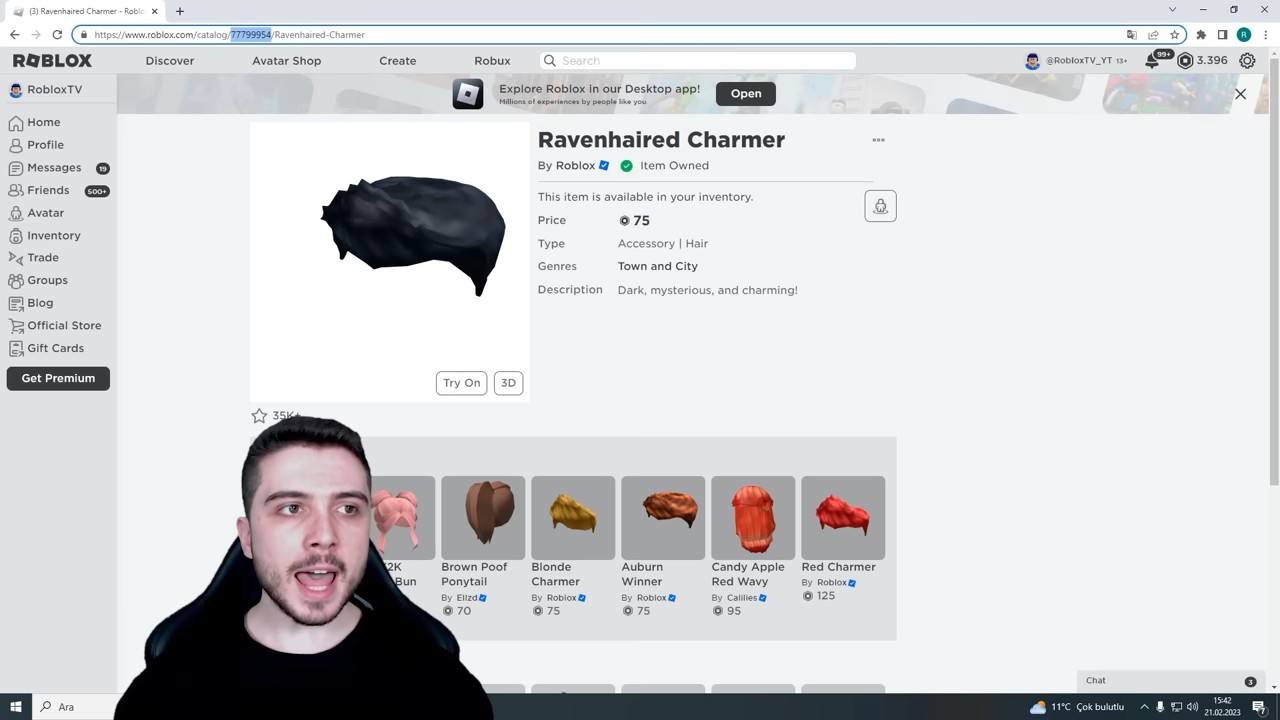 (3) Ravenhaired Charmer - Roblo
https://www.roblox.com/catalog/77799954/Ravenhaired-Charmer
R
ROBLOX
Discover
Avatar Shop
Create
Robux
Search
@RobloxTV_YT 13+
99+
3.396
RobloxTV
Explore Roblox in our Desktop app!
Millions of experiences by people like you
Open
Home
Profile
Messages 19
Friends 500+
Avatar
Inventory
Trade
Groups
Blog
Official Store
Gift Cards
Get Premium
Ravenhaired Charmer
By Roblox
Item Owned
This item is available in your inventory.
Price 75
Type Accessory | Hair
Genres Town and City
Description Dark, mysterious, and charming!
Try On
3D
35K+
Bun
Brown Poof
Ponytail
By Ellzd
70
Blonde
Charmer
By Roblox
75
Auburn
Winner
By Roblox
75
Candy Apple
Red Wavy
By Calilies
95
Red Charmer
By Roblox
125
Chat 3
Ara
11°C Çok bulutlu
15:42
21.02.2023
7